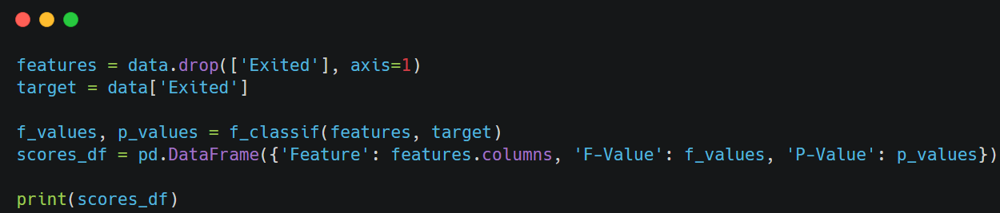 features = data.drop(['Exited'], axis=1)
target = data['Exited']
f_values, p_values = f_classif(features, target)
scores_df = pd.DataFrame({'Feature': features.columns, 'F-Value': f_values, 'P-Value': p_values})
print(scores_df)